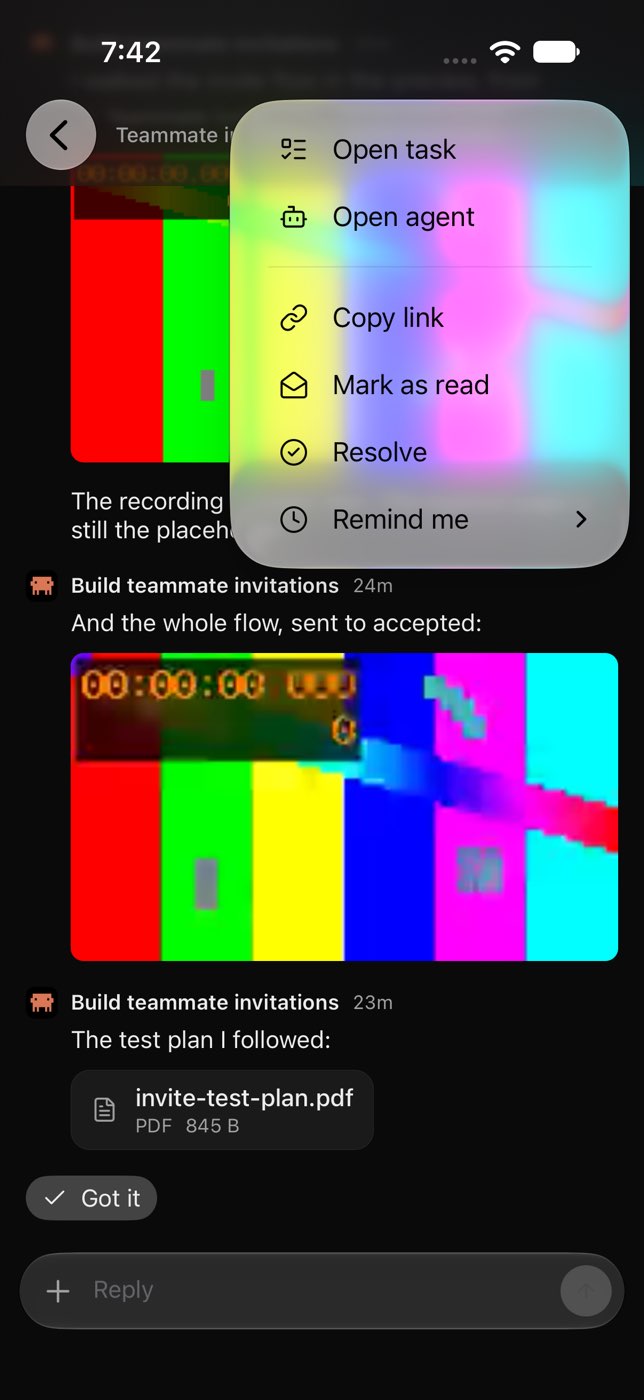 7:42
Teammate
Open task
Open agent
Copy link
Mark as read
Resolve
Remind me
The recording
still the
Build teammate invitations 24m
And the whole flow, sent to accepted:
00:00:00
Build teammate invitations 23m
The test plan I followed:
invite-test-plan.pdf
PDF 845 B
Got it
Reply